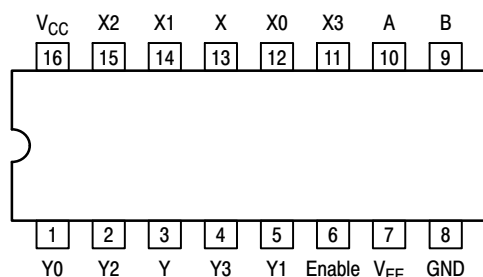 VCC X2 X1 X X0 X3 A B
16 15 14 13 12 11 10 9
1 2 3 4 5 6 7 8
Y0 Y2 Y Y3 Y1 Enable VEE GND